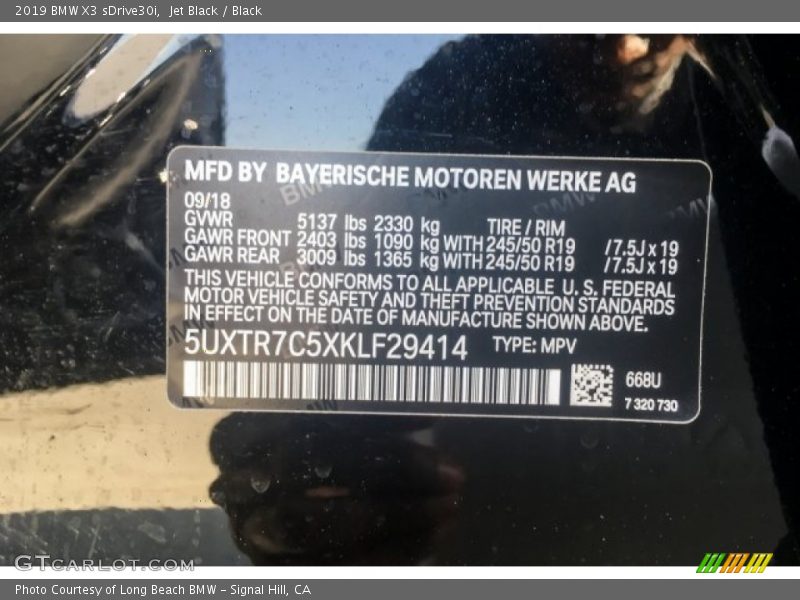 2019 BMW X3 sDrive30i, Jet Black / Black
MFD BY BAYERISCHE MOTOREN WERKE AG
09/18
GVWR 5137 lbs 2330 kg TIRE / RIM
GAWR FRONT 2403 lbs 1090 kg WITH 245/50 R19 /7.5J x 19
GAWR REAR 3009 lbs 1365 kg WITH 245/50 R19 /7.5J x 19
THIS VEHICLE CONFORMS TO ALL APPLICABLE U. S. FEDERAL
MOTOR VEHICLE SAFETY AND THEFT PREVENTION STANDARDS
IN EFFECT ON THE DATE OF MANUFACTURE SHOWN ABOVE.
5UXTR7C5XKLF29414 TYPE: MPV
668U
7 320 730
GTCARLOT.COM
Photo Courtesy of Long Beach BMW - Signal Hill, CA